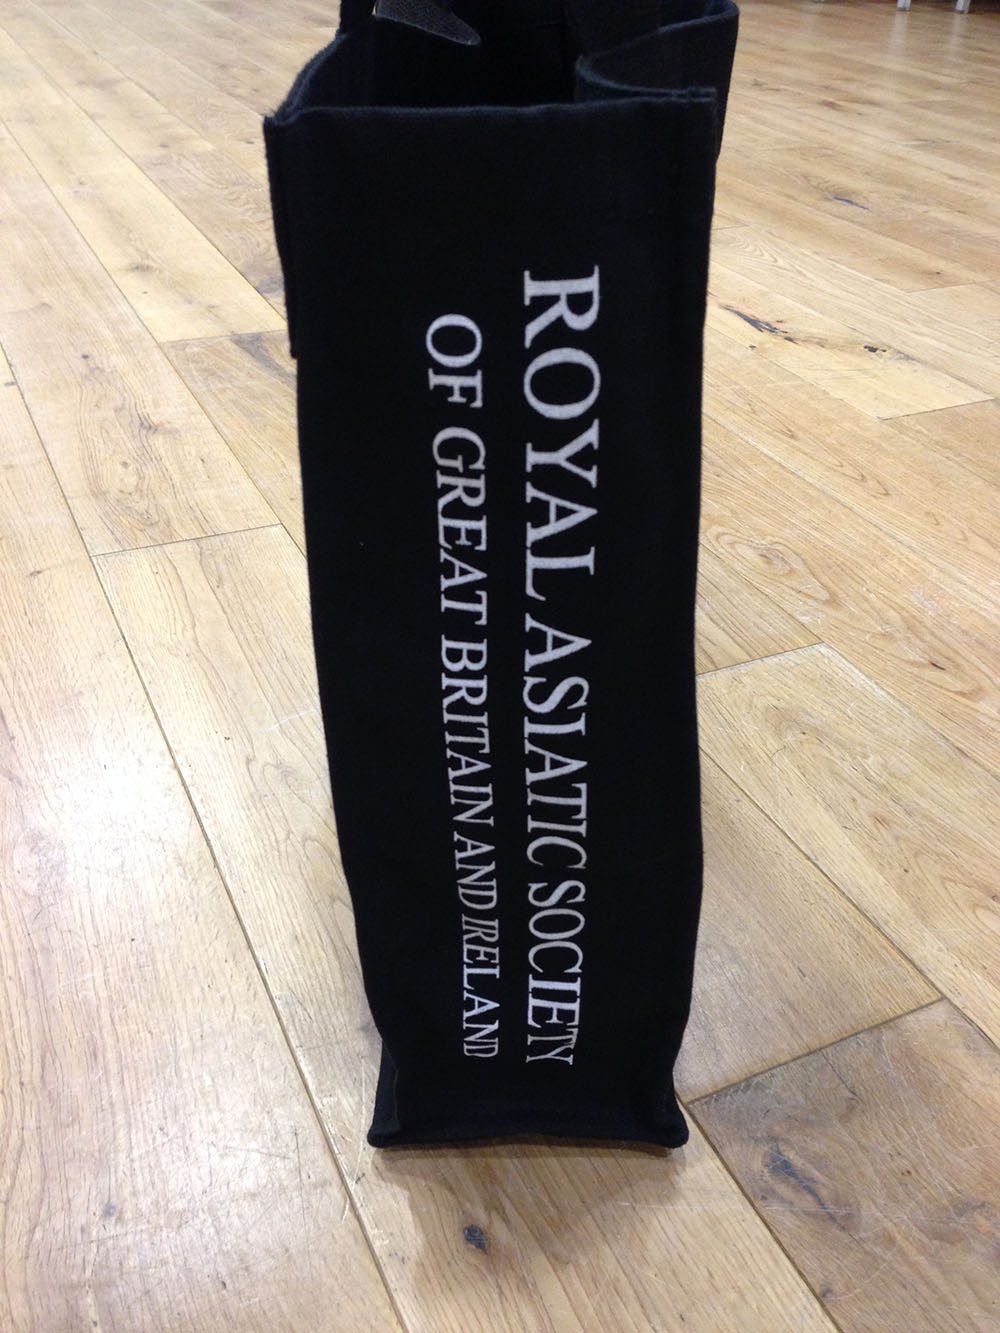 ROYAL ASIATIC SOCIETY
OF GREAT BRITAIN AND IRELAND